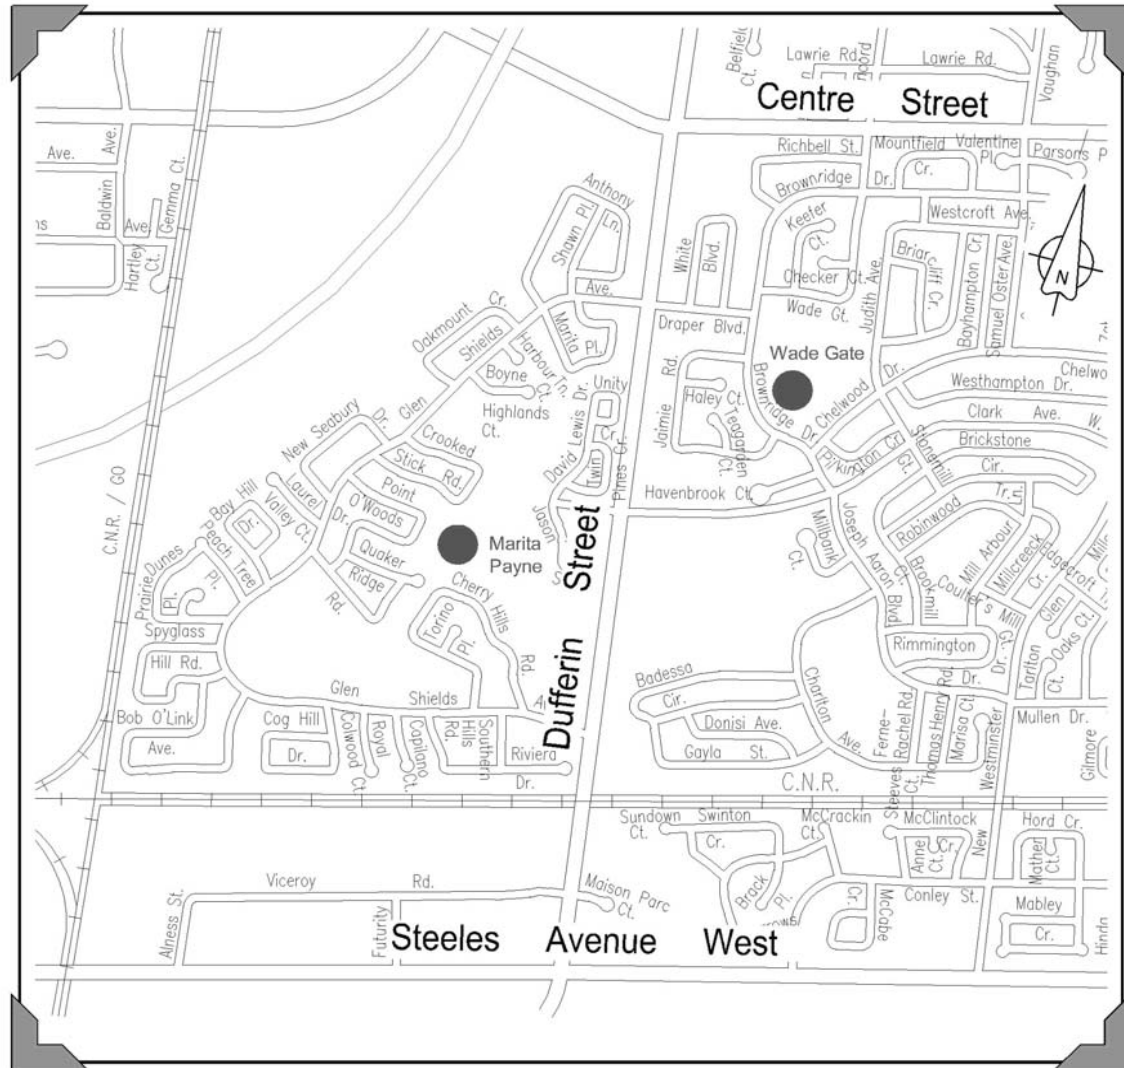 Belfield
Ct.
Lawrie Rd.
Lawrie Rd.
Vaughan
Centre Street
Ave.
Ave.
Baldwin
Gemma Ct.
Ave.
Hartley
Ct.
Richbell St.
Mountfield
Cr.
Valentine
Pl.
Parsons P
Brownridge
Dr.
Anthony
Ln.
Shawn Pl.
Ave.
White
Blvd.
Keefer
Ct.
Checker Ct.
Wade Gt.
Judith Ave.
Westcroft Ave.
Briarcliff Cr.
Bayhampton Cr.
Samuel Oster Ave.
N
Oakmount Cr.
Shields
Harbour Tn.
Marita
Pl.
Draper Blvd.
Wade Gate
Boyne
Ct.
Highlands
Ct.
Glen
Unity
Cr.
David Lewis Dr.
Twin
Pines Cr.
Jason
Jaimie
Rd.
Haley Ct.
Teagarden
Ct.
Brownridge Dr.
Chelwood
Dr.
Chelwo
Westhampton Dr.
Clark Ave. W.
Brickstone
Cir.
Pilkington Cr.
Gt.
Stonemill
Havenbrook Ct.
New Seabury
Dr.
Crooked
Stick
Rd.
Point
O'Woods
Dr.
Laurel
Valley Ct.
Bay Hill
Dr.
Peach Tree
Pl.
Quaker
Ridge
Rd.
Prairie Dunes
Pl.
C.N.R. / GO
Marita
Payne
Street
Millbank
Ct.
Joseph Aaron Blvd.
Robinwood
Ct.
Tr.
Ln.
Mill Arbour
Millcreeck
Cr.
Edgecroft
Brookmill
Coulter's Mill
Gt.
Glen
Oaks Ct.
Ct.
Rimmington
Dr.
Dr.
Tarlton
Cherry Hills
Rd.
Torino
Pl.
Spyglass
Hill Rd.
Bob O'Link
Ave.
Glen Shields
Dufferin
Cog Hill
Dr.
Colwood Ct.
Royal
Ct.
Capilano
Ct.
Rd.
Southern
Hills
Riviera
Dr.
Badessa
Cir.
Donisi Ave.
Gayla St.
Charlton
Ave.
Ferne-
Rachel Rd.
Thomas Henry Rd.
Marisa Ct.
Westminster
Mullen Dr.
Gilmore
Steeves
Ct.
C.N.R.
New
Sundown
Ct.
Swinton
Cr.
McCrackin
Ct.
McClintock
Cr.
Anne
Ct.
Hord Cr.
Mather
Ct.
Brack
Pl.
Cr.
McCabe
Conley St.
Mabley
Cr.
Viceroy Rd.
Maison Parc
Ct.
Alness St.
Futurity
Steeles Avenue West